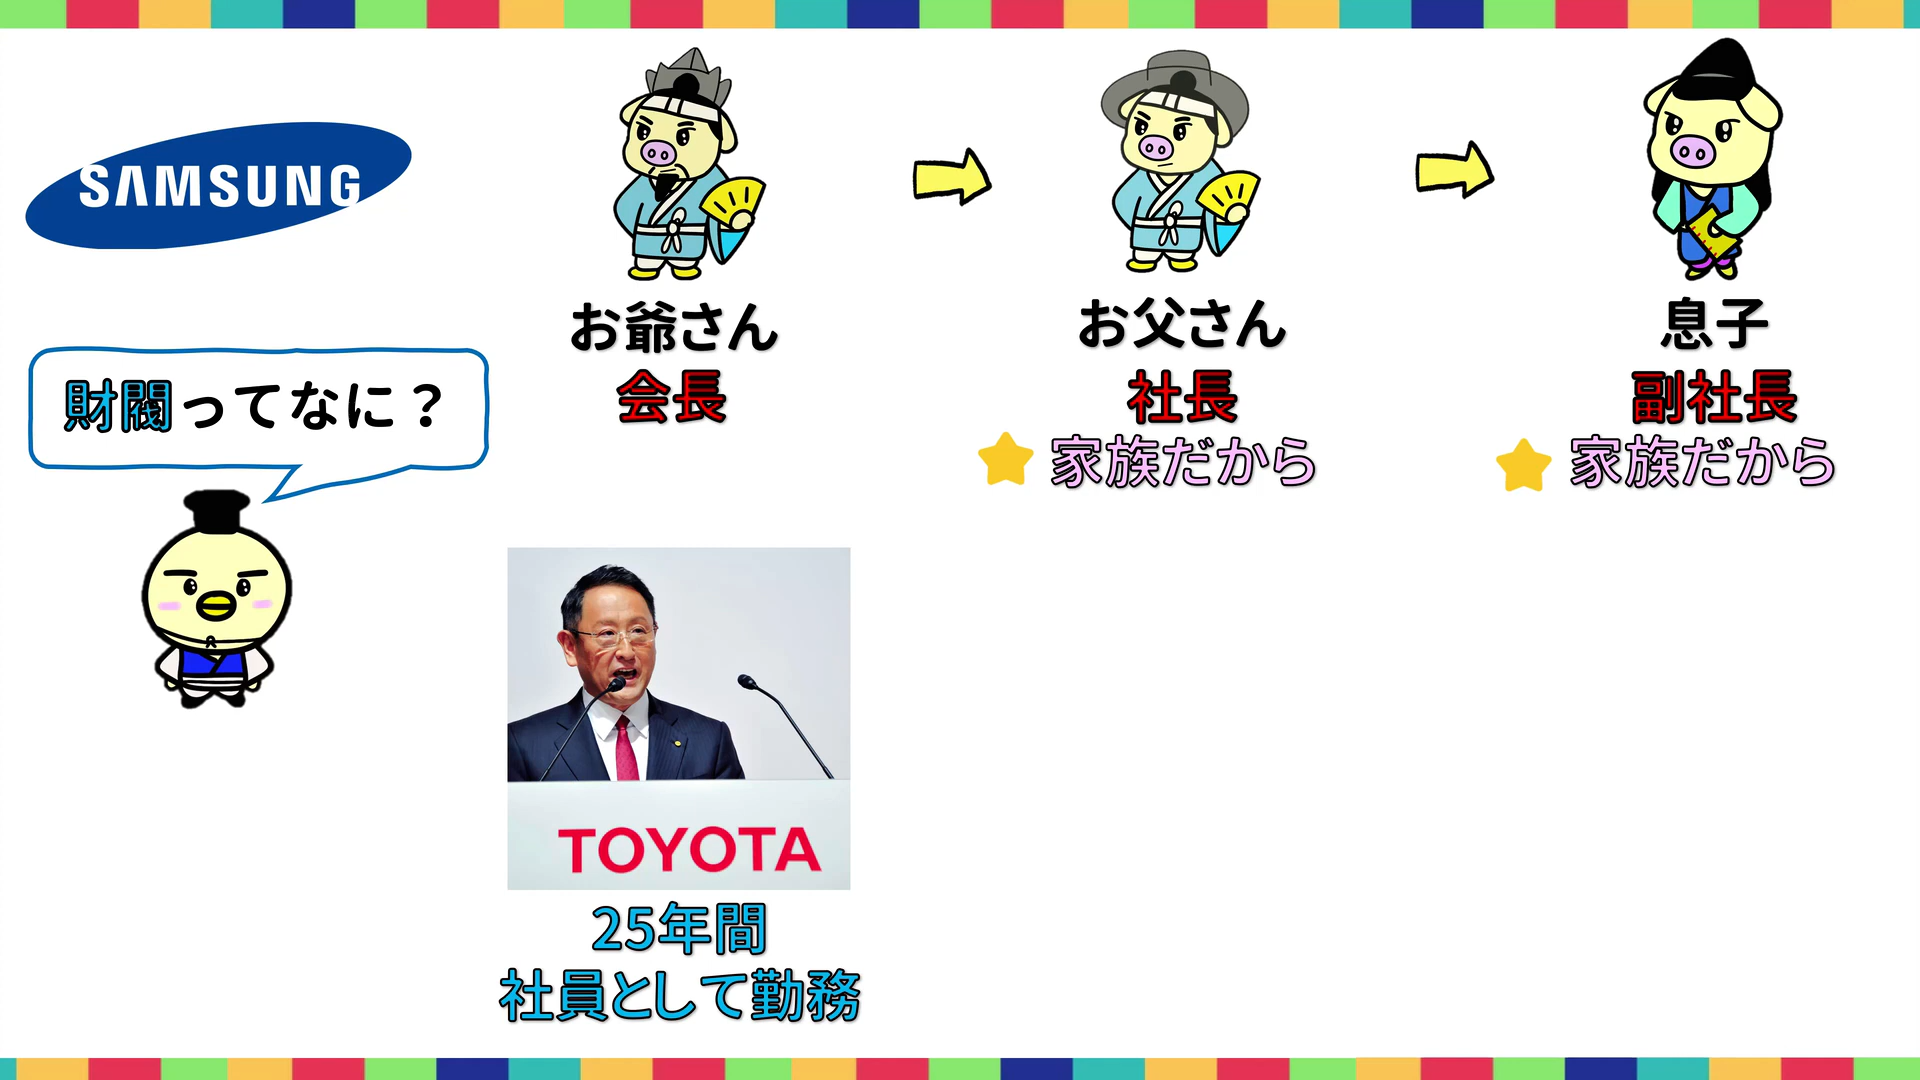 SAMSUNG
お爺さん
会長
お父さん
社長
家族だから
息子
副社長
家族だから
財閥ってなに？
TOYOTA
25年間
社員として勤務